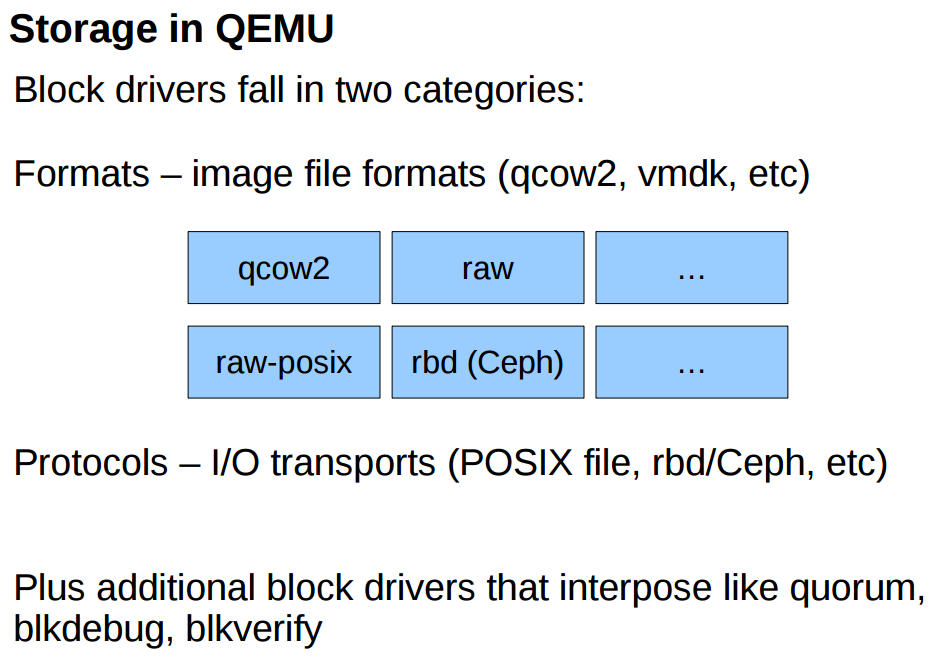 Storage in QEMU
Block drivers fall in two categories:
Formats – image file formats (qcow2, vmdk, etc)
qcow2 raw ...
raw-posix rbd (Ceph) ...
Protocols – I/O transports (POSIX file, rbd/Ceph, etc)
Plus additional block drivers that interpose like quorum,
blkdebug, blkverify